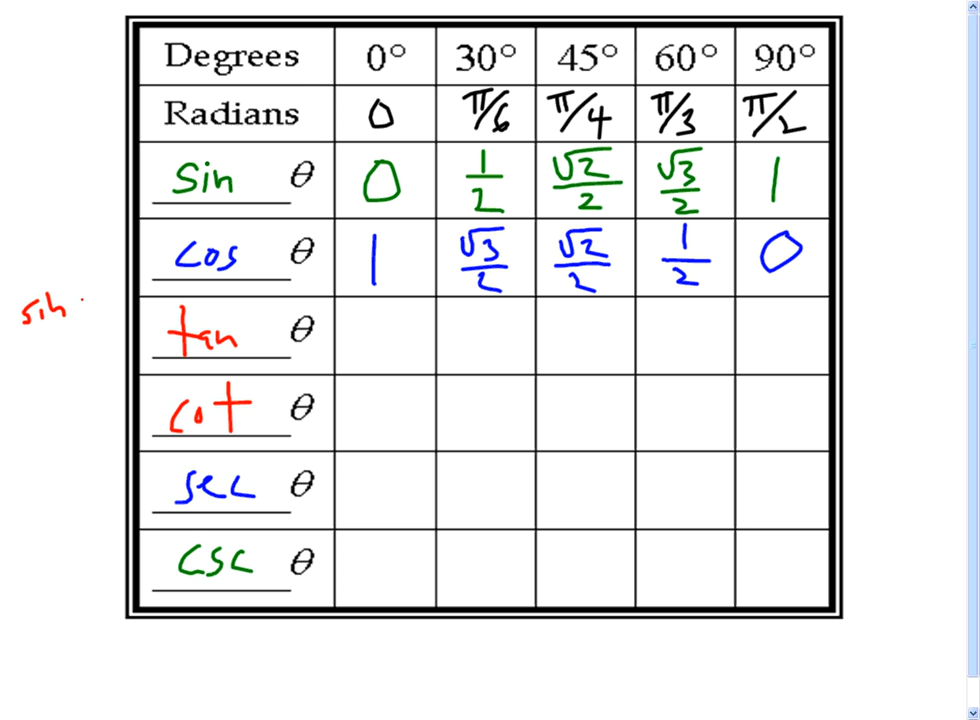 Degrees 0° 30° 45° 60° 90°
Radians 0 π/6 π/4 π/3 π/2
sin θ 0 1/2 √2/2 √3/2 1
cos θ 1 √3/2 √2/2 1/2 0
sin
tan θ
cot θ
sec θ
csc θ